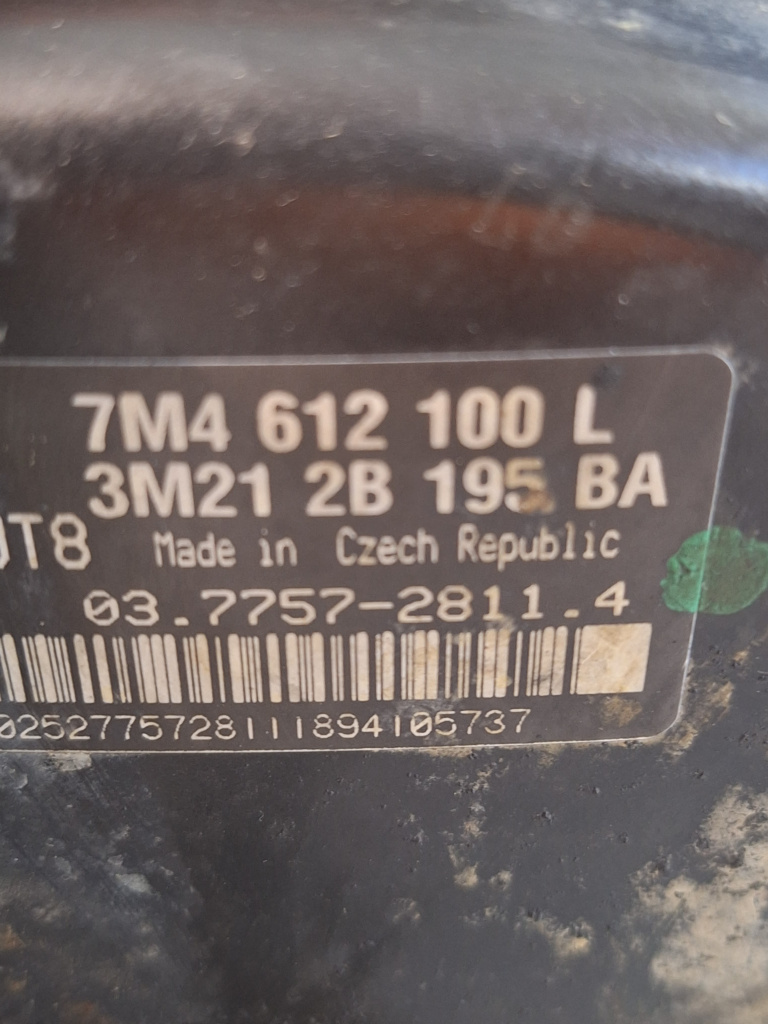 7M4 612 100 L
3M21 2B 195 BA
T8 Made in Czech Republic
03.7757-2811.4
0252775728111894105737